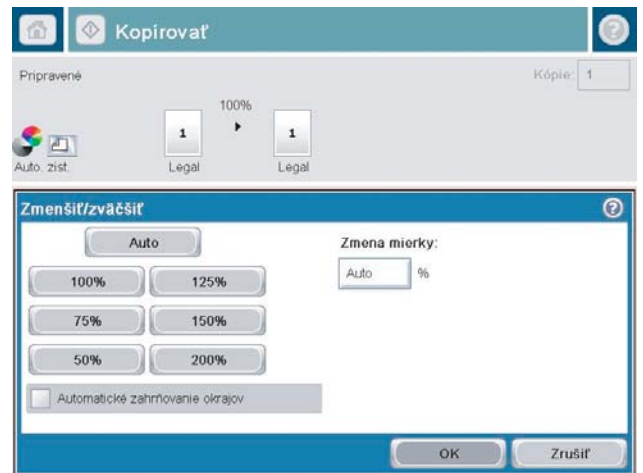 Kopírovať
Pripravené
Kópie: 1
100%
1 1
Auto. zist. Legal Legal
Zmenšiť/zväčšiť
Auto
Zmena mierky:
Auto %
100% 125%
75% 150%
50% 200%
Automatické zahrňovanie okrajov
OK Zrušiť